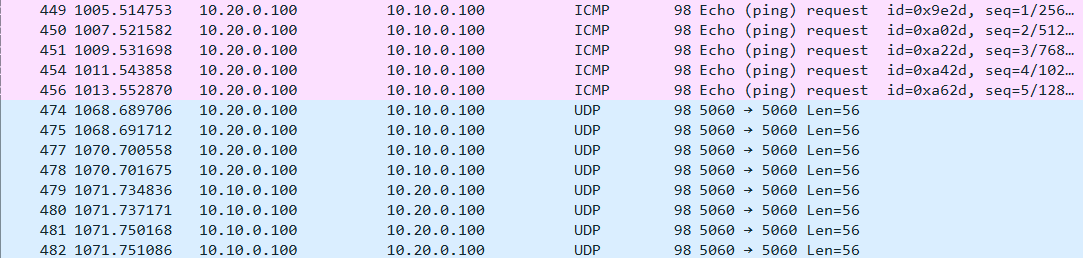 449 1005.514753 10.20.0.100 10.10.0.100 ICMP 98 Echo (ping) request id=0x9e2d, seq=1/256…
450 1007.521582 10.20.0.100 10.10.0.100 ICMP 98 Echo (ping) request id=0xa02d, seq=2/512…
451 1009.531698 10.20.0.100 10.10.0.100 ICMP 98 Echo (ping) request id=0xa22d, seq=3/768…
454 1011.543858 10.20.0.100 10.10.0.100 ICMP 98 Echo (ping) request id=0xa42d, seq=4/102…
456 1013.552870 10.20.0.100 10.10.0.100 ICMP 98 Echo (ping) request id=0xa62d, seq=5/128…
474 1068.689706 10.20.0.100 10.10.0.100 UDP 98 5060 → 5060 Len=56
475 1068.691712 10.20.0.100 10.10.0.100 UDP 98 5060 → 5060 Len=56
477 1070.700558 10.20.0.100 10.10.0.100 UDP 98 5060 → 5060 Len=56
478 1070.701675 10.20.0.100 10.10.0.100 UDP 98 5060 → 5060 Len=56
479 1071.734836 10.10.0.100 10.20.0.100 UDP 98 5060 → 5060 Len=56
480 1071.737171 10.10.0.100 10.20.0.100 UDP 98 5060 → 5060 Len=56
481 1071.750168 10.10.0.100 10.20.0.100 UDP 98 5060 → 5060 Len=56
482 1071.751086 10.10.0.100 10.20.0.100 UDP 98 5060 → 5060 Len=56